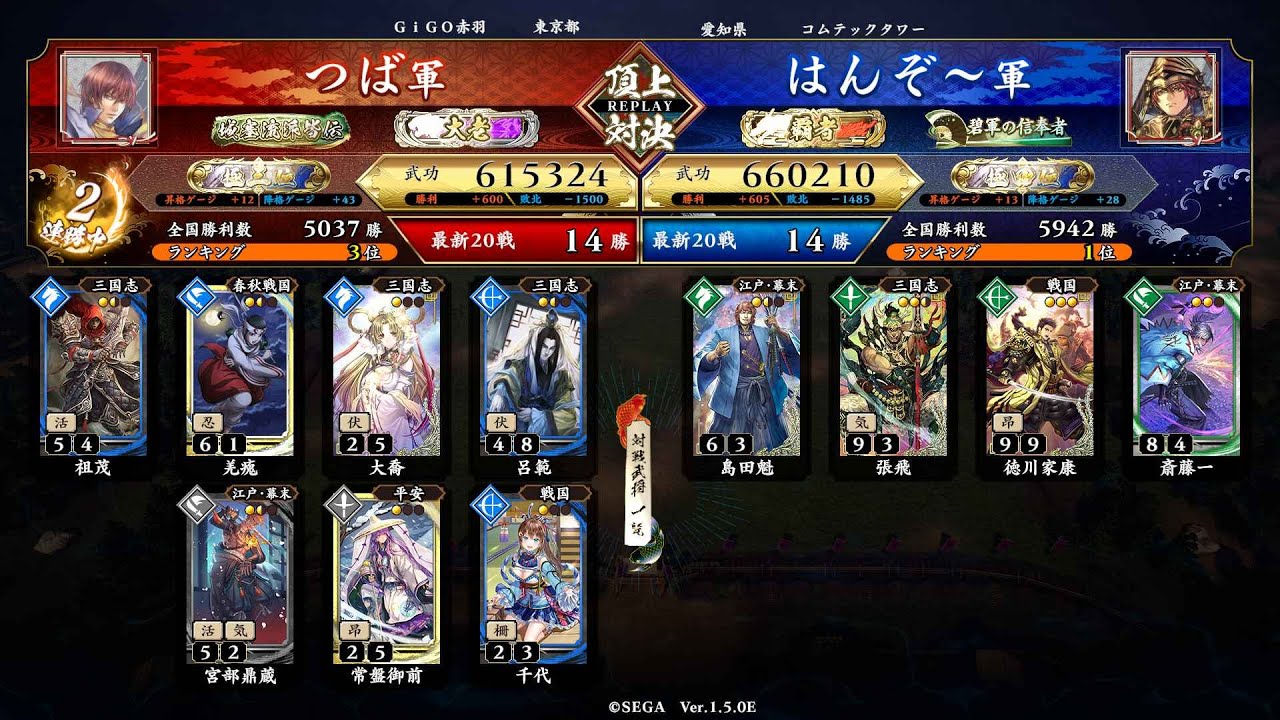 GiGO赤羽 東京都
愛知県 コムテックタワー
つば軍
頂上
REPLAY
対決
はんぞ〜軍
城塞流派皆伝
大老
覇者
碧軍の信奉者
2
連勝中
武功 615324
勝利 +600 敗北 -1500
武功 660210
勝利 +605 敗北 -1485
昇格ゲージ +12 降格ゲージ +43
昇格ゲージ +13 降格ゲージ +28
全国勝利数 5037勝
ランキング 3位
最新20戦 14勝
最新20戦 14勝
全国勝利数 5942勝
ランキング 1位
三国志
活
5 4
祖茂
春秋戦国
忍
6 1
羌瘣
三国志
伏
2 5
大喬
三国志
伏
4 8
呂範
江戸・幕末
活 気
5 2
宮部鼎蔵
平安
昂
2 5
常盤御前
戦国
柵
2 3
千代
対戦武将一覧
江戸・幕末
6 3
島田魁
三国志
気
9 3
張飛
戦国
昂
9 9
徳川家康
江戸・幕末
8 4
斎藤一
©SEGA Ver.1.5.0E